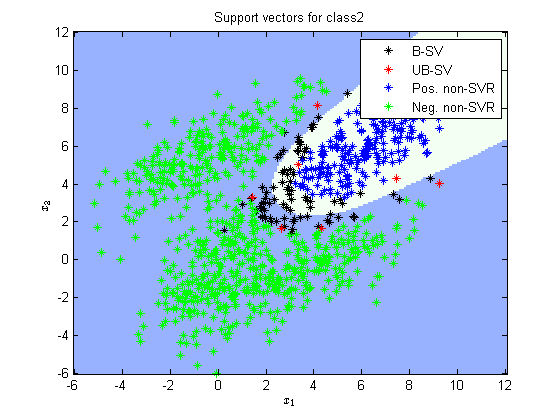 Support vectors for class2
12
10
8
6
4
2
0
-2
-4
-6
x2
B-SV
UB-SV
Pos. non-SVR
Neg. non-SVR
-6 -4 -2 0 2 4 6 8 10 12
x1